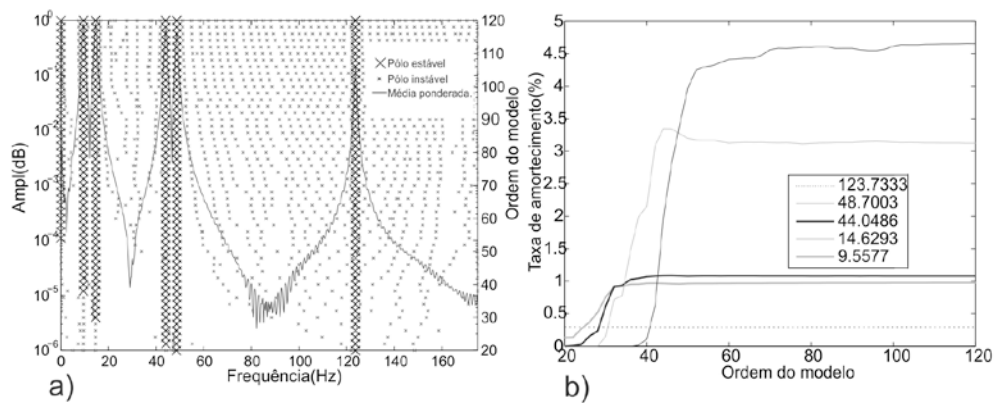 a)
Ampl(dB)
10⁰
10⁻¹
10⁻²
10⁻³
10⁻⁴
10⁻⁵
10⁻⁶
Pólo estável
Pólo instável
Média ponderada.
120
110
100
90
80
70
60
50
40
30
20
Ordem do modelo
0 20 40 60 80 100 120 140 160
Frequência(Hz)
a)
b)
Taxa de amortecimento(%)
5
4.5
4
3.5
3
2.5
2
1.5
1
0.5
0
123.7333
48.7003
44.0486
14.6293
9.5577
20 40 60 80 100 120
Ordem do modelo